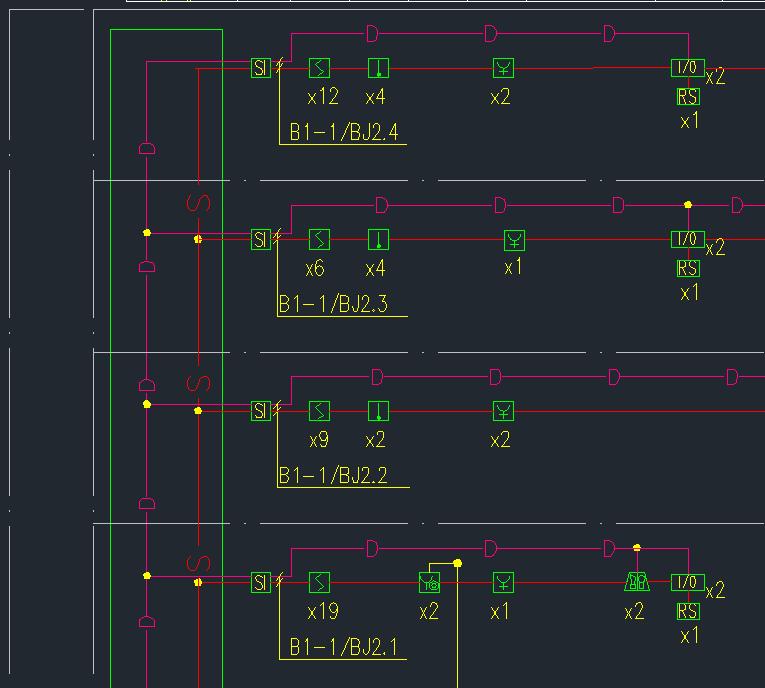 D D D
SI I/O x2
x12 x4 x2 RS
B1-1/BJ2.4 x1
D
S D D D D
SI I/O x2
D x6 x4 x1 RS
B1-1/BJ2.3 x1
S D D D D D
SI
x9 x2 x2
B1-1/BJ2.2
D
S D D D
SI I/O x2
x19 x2 x1 x2 RS
D B1-1/BJ2.1 x1